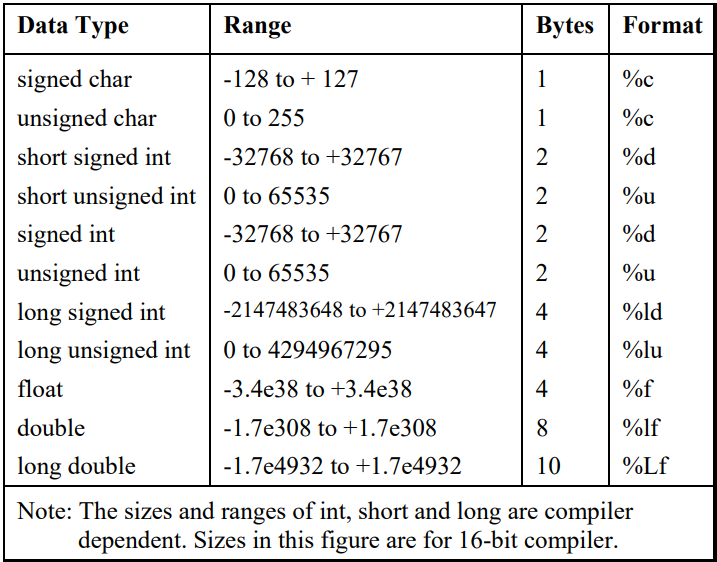 Data Type Range Bytes Format
signed char -128 to + 127 1 %c
unsigned char 0 to 255 1 %c
short signed int -32768 to +32767 2 %d
short unsigned int 0 to 65535 2 %u
signed int -32768 to +32767 2 %d
unsigned int 0 to 65535 2 %u
long signed int -2147483648 to +2147483647 4 %ld
long unsigned int 0 to 4294967295 4 %lu
float -3.4e38 to +3.4e38 4 %f
double -1.7e308 to +1.7e308 8 %lf
long double -1.7e4932 to +1.7e4932 10 %Lf
Note: The sizes and ranges of int, short and long are compiler
dependent. Sizes in this figure are for 16-bit compiler.